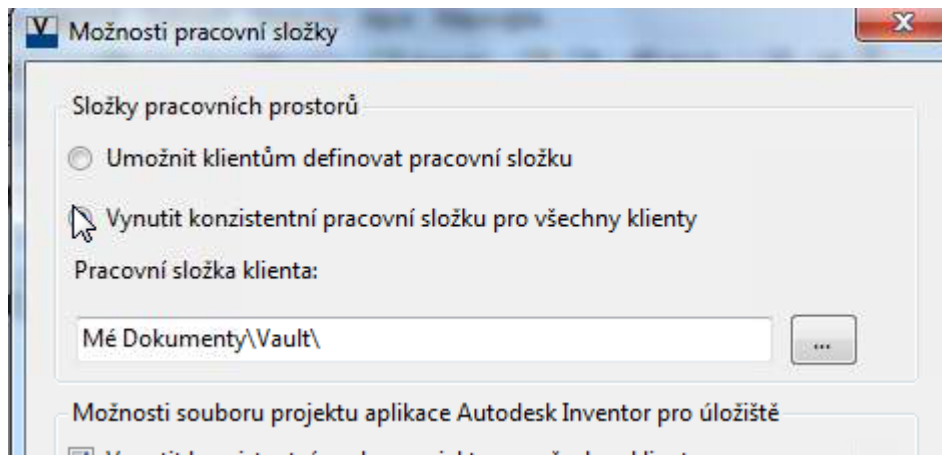 Možnosti pracovní složky
Složky pracovních prostorů
Umožnit klientům definovat pracovní složku
Vynutit konzistentní pracovní složku pro všechny klienty
Pracovní složka klienta:
Mé Dokumenty\Vault\
...
Možnosti souboru projektu aplikace Autodesk Inventor pro úložiště